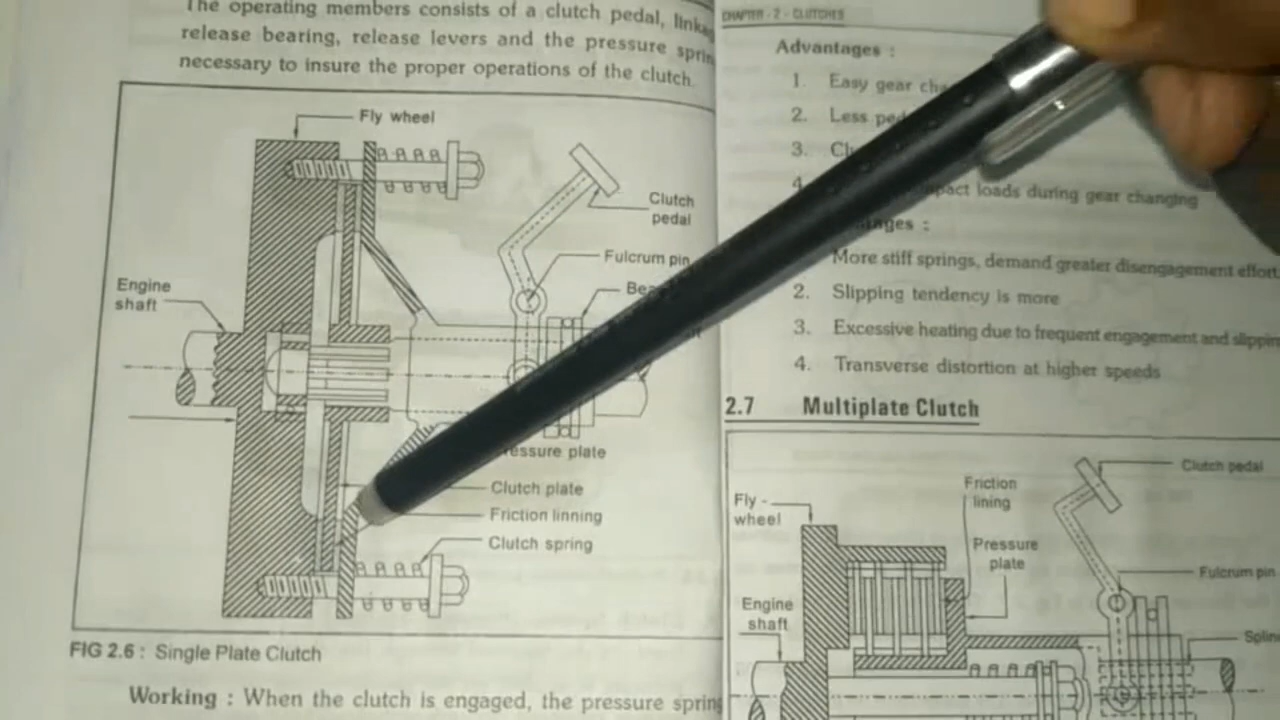 The operating members consists of a clutch pedal,
release bearing, release levers and the pressure
necessary to insure the proper operations of the clutch.
Fly wheel
Clutch
pedal
Fulcrum pin
Engine
shaft
plate
Clutch plate
Friction linning
Clutch spring
FIG 2.6 : Single Plate Clutch
Working : When the clutch is engaged, the pressure spring
CHAPTER - 2 - CLUTCHES
Advantages :
1. Easy gear
2. Less
3.
4. loads during gear changing
:
More stiff springs, demand greater disengagement effort
2. Slipping tendency is more
3. Excessive heating due to frequent engagement and
4. Transverse distortion at higher speeds
2.7 Multiplate Clutch
Clutch pedal
Friction
lining
Fly -
wheel
Pressure
plate
Fulcrum pin
Engine
shaft